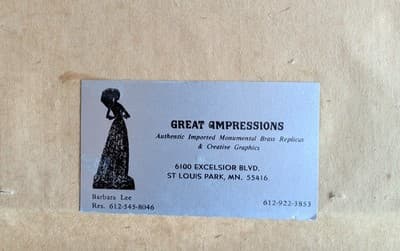 GREAT IMPRESSIONS
Authentic Imported Monumental Brass Replicas
& Creative Graphics
6100 EXCELSIOR BLVD.
ST LOUIS PARK, MN. 55416
Barbara Lee
Res. 612-545-8046
612-922-3853